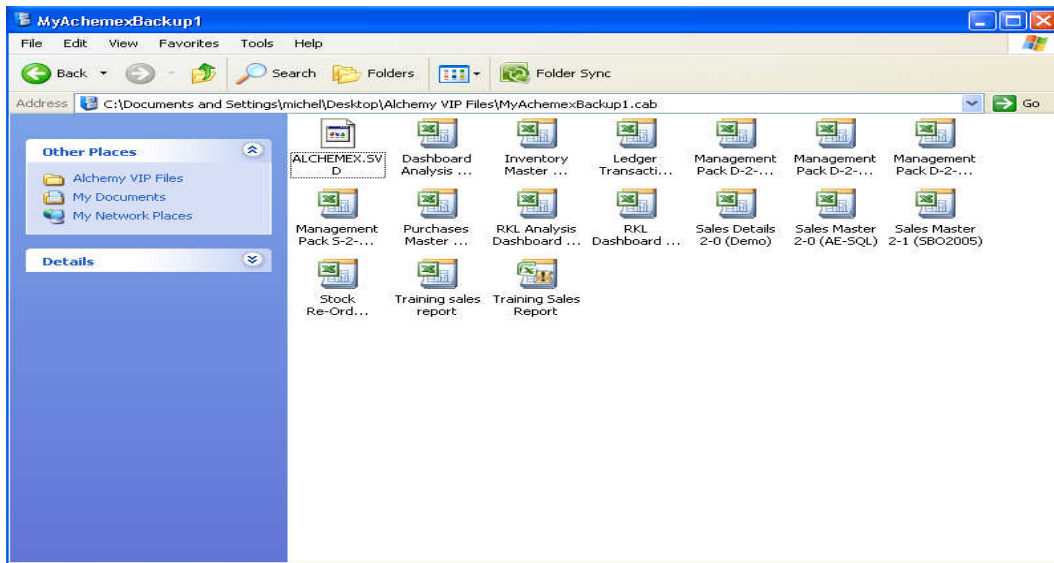 MyAchemexBackup1
File Edit View Favorites Tools Help
Back Search Folders Folder Sync
Address C:\Documents and Settings\michel\Desktop\Alchemy VIP Files\MyAchemexBackup1.cab Go
Other Places
Alchemy VIP Files
My Documents
My Network Places
Details
ALCHEMEX.SV
D
Dashboard
Analysis ...
Inventory
Master ...
Ledger
Transacti...
Management
Pack D-2-...
Management
Pack D-2-...
Management
Pack D-2-...
Management
Pack S-2-...
Purchases
Master ...
RKL Analysis
Dashboard ...
RKL
Dashboard ...
Sales Details
2-0 (Demo)
Sales Master
2-0 (AE-SQL)
Sales Master
2-1 (SBO2005)
Stock
Re-Ord...
Training sales
report
Training Sales
Report